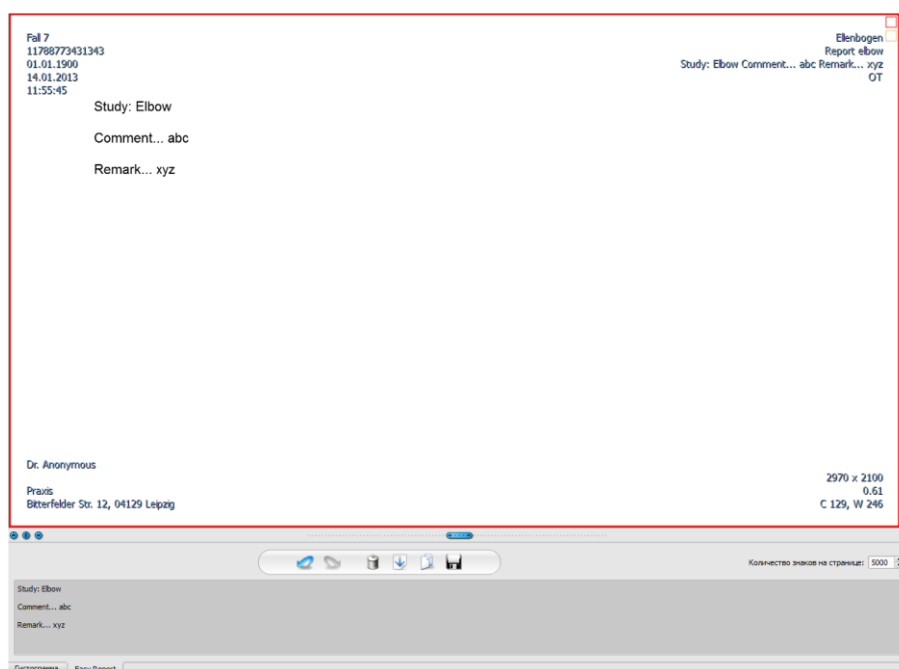 Fall 7
11788773431343
01.01.1900
14.01.2013
11:55:45
Ellenbogen
Report elbow
Study: Elbow Comment... abc Remark... xyz
OT
Study: Elbow
Comment... abc
Remark... xyz
Dr. Anonymous
Praxis
Bitterfelder Str. 12, 04129 Leipzig
2970 x 2100
0.61
C 129, W 246
Количество знаков на странице: 5000
Study: Elbow
Comment... abc
Remark... xyz
Гистограмма Easy Report